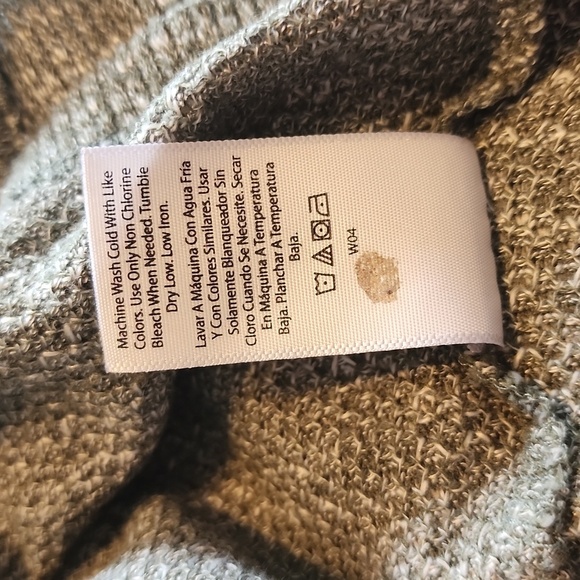 Machine Wash Cold With Like
Colors. Use Only Non Chlorine
Bleach When Needed. Tumble
Dry Low. Low Iron.
Lavar A Máquina Con Agua Fría
Y Con Colores Similares. Usar
Solamente Blanqueador Sin
Cloro Cuando Se Necesite. Secar
En Máquina A Temperatura
Baja. Planchar A Temperatura
Baja.
W04